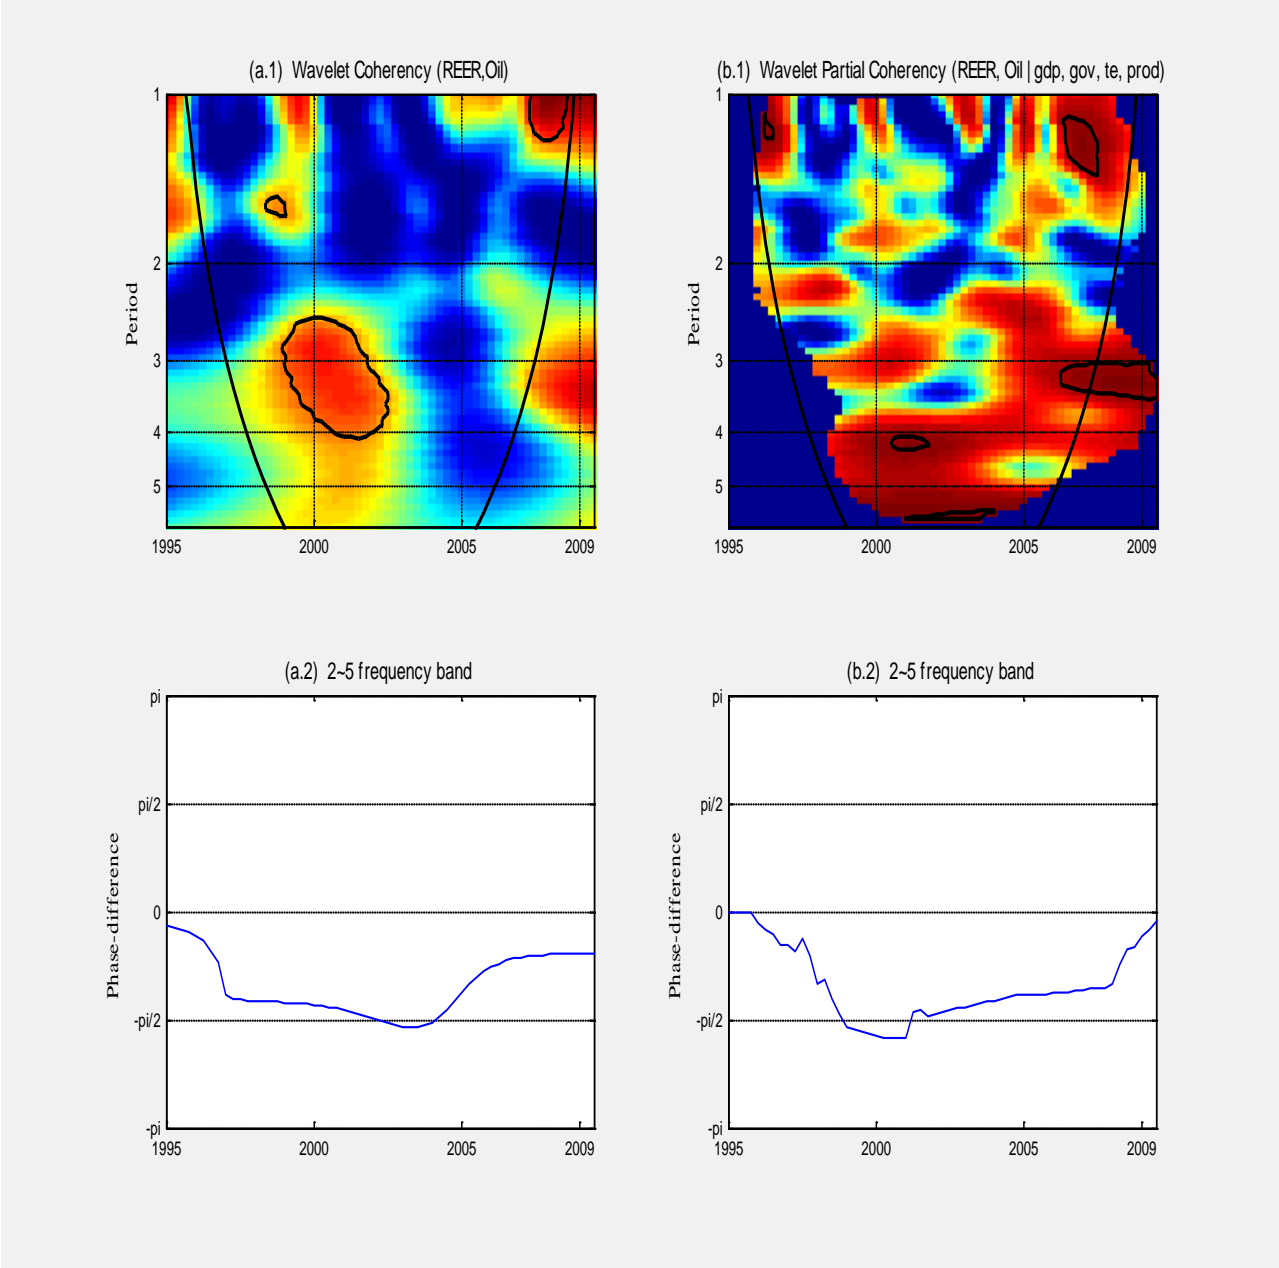 (a.1) Wavelet Coherency (REER,Oil)
(b.1) Wavelet Partial Coherency (REER, Oil | gdp, gov, te, prod)
Period
1
2
3
4
5
1995 2000 2005 2009
Period
1
2
3
4
5
1995 2000 2005 2009
(a.2) 2~5 frequency band
(b.2) 2~5 frequency band
Phase-difference
pi
pi/2
0
-pi/2
-pi
1995 2000 2005 2009
Phase-difference
pi
pi/2
0
-pi/2
-pi
1995 2000 2005 2009